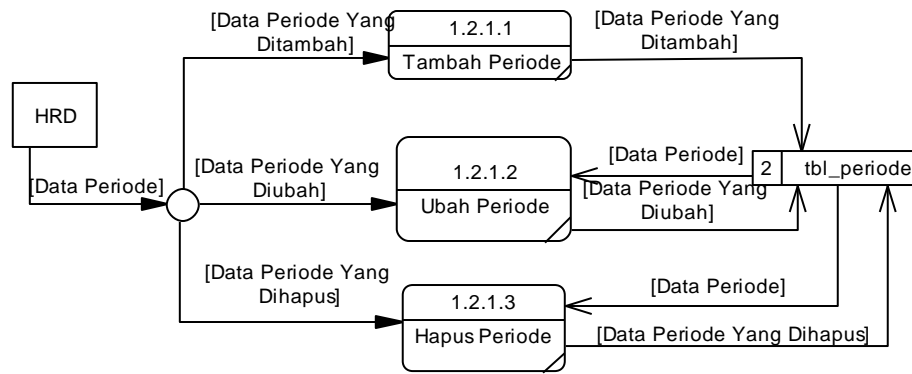 [Data Periode Yang
Ditambah]
1.2.1.1
Tambah Periode
[Data Periode Yang
Ditambah]
HRD
[Data Periode]
[Data Periode Yang
Diubah]
1.2.1.2
Ubah Periode
[Data Periode]
[Data Periode Yang
Diubah]
2
tbl_periode
[Data Periode Yang
Dihapus]
1.2.1.3
Hapus Periode
[Data Periode]
[Data Periode Yang Dihapus]